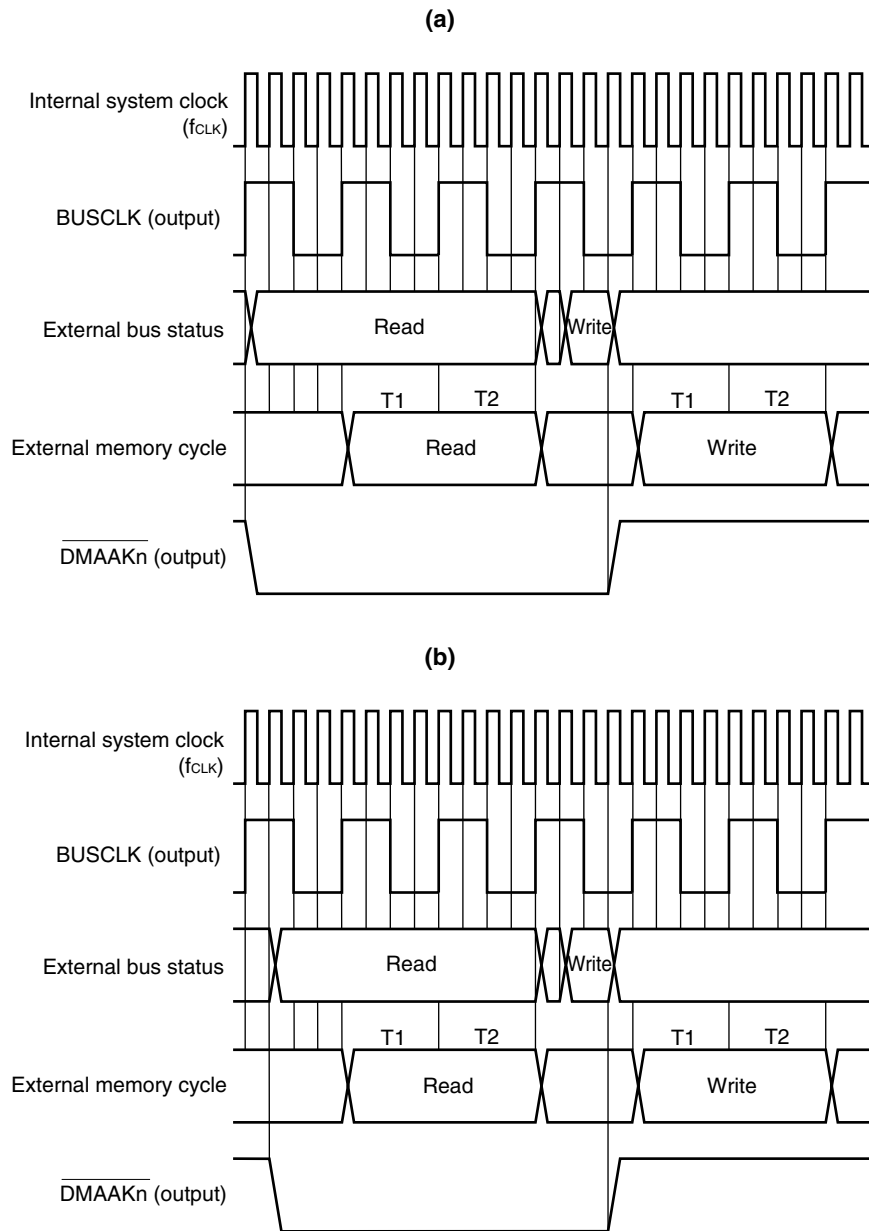 (a)
Internal system clock
(fCLK)
BUSCLK (output)
External bus status
Read
Write
T1
T2
T1
T2
External memory cycle
Read
Write
DMAAKn (output)
(b)
Internal system clock
(fCLK)
BUSCLK (output)
External bus status
Read
Write
T1
T2
T1
T2
External memory cycle
Read
Write
DMAAKn (output)